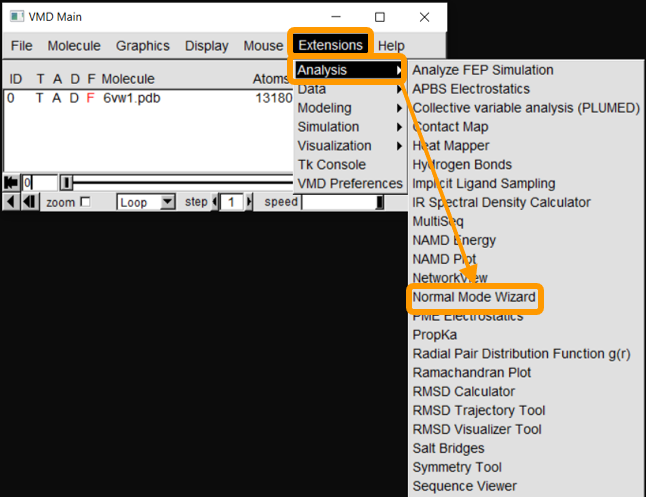 VMD Main
File Molecule Graphics Display Mouse Extensions Help
ID T A D F Molecule Atoms
0 T A D F 6vw1.pdb 13180
0
zoom Loop step 1 speed
Analysis
Data
Modeling
Simulation
Visualization
Tk Console
VMD Preferences
Analyze FEP Simulation
APBS Electrostatics
Collective variable analysis (PLUMED)
Contact Map
Heat Mapper
Hydrogen Bonds
Implicit Ligand Sampling
IR Spectral Density Calculator
MultiSeq
NAMD Energy
NAMD Plot
NetworkView
Normal Mode Wizard
PME Electrostatics
PropKa
Radial Pair Distribution Function g(r)
Ramachandran Plot
RMSD Calculator
RMSD Trajectory Tool
RMSD Visualizer Tool
Salt Bridges
Symmetry Tool
Sequence Viewer